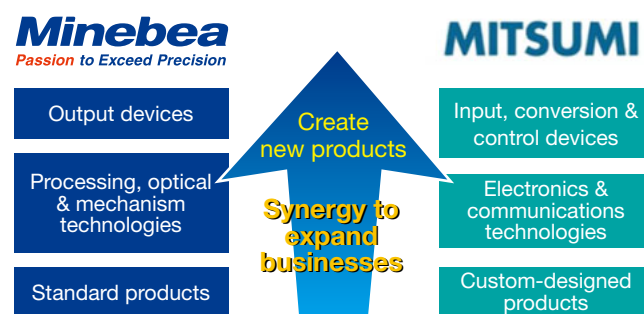 Minebea
Passion to Exceed Precision
MITSUMI
Output devices
Processing, optical
& mechanism
technologies
Standard products
Create
new products
Synergy to
expand
businesses
Input, conversion &
control devices
Electronics &
communications
technologies
Custom-designed
products